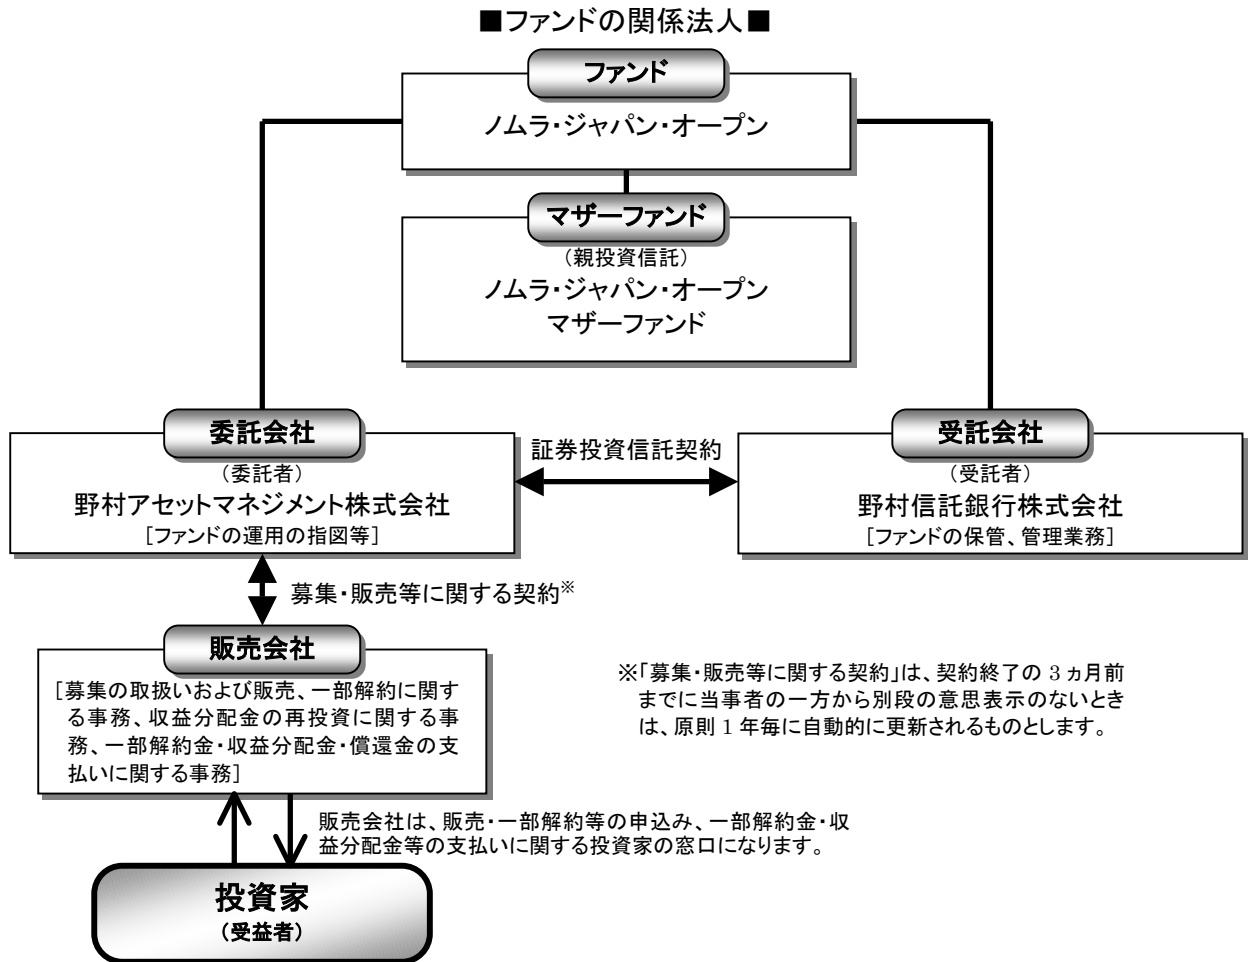 ■ファンドの関係法人■
ファンド
ノムラ・ジャパン・オープン
マザーファンド
（親投資信託）
ノムラ・ジャパン・オープン
マザーファンド
委託会社
（委託者）
野村アセットマネジメント株式会社
［ファンドの運用の指図等］
証券投資信託契約
受託会社
（受託者）
野村信託銀行株式会社
［ファンドの保管、管理業務］
募集・販売等に関する契約※
販売会社
［募集の取扱いおよび販売、一部解約に関す
る事務、収益分配金の再投資に関する事
務、一部解約金・収益分配金・償還金の支
払いに関する事務］
※「募集・販売等に関する契約」は、契約終了の 3 ヵ月前
までに当事者の一方から別段の意思表示のないとき
は、原則 1 年毎に自動的に更新されるものとします。
販売会社は、販売・一部解約等の申込み、一部解約金・収
益分配金等の支払いに関する投資家の窓口になります。
投資家
（受益者）